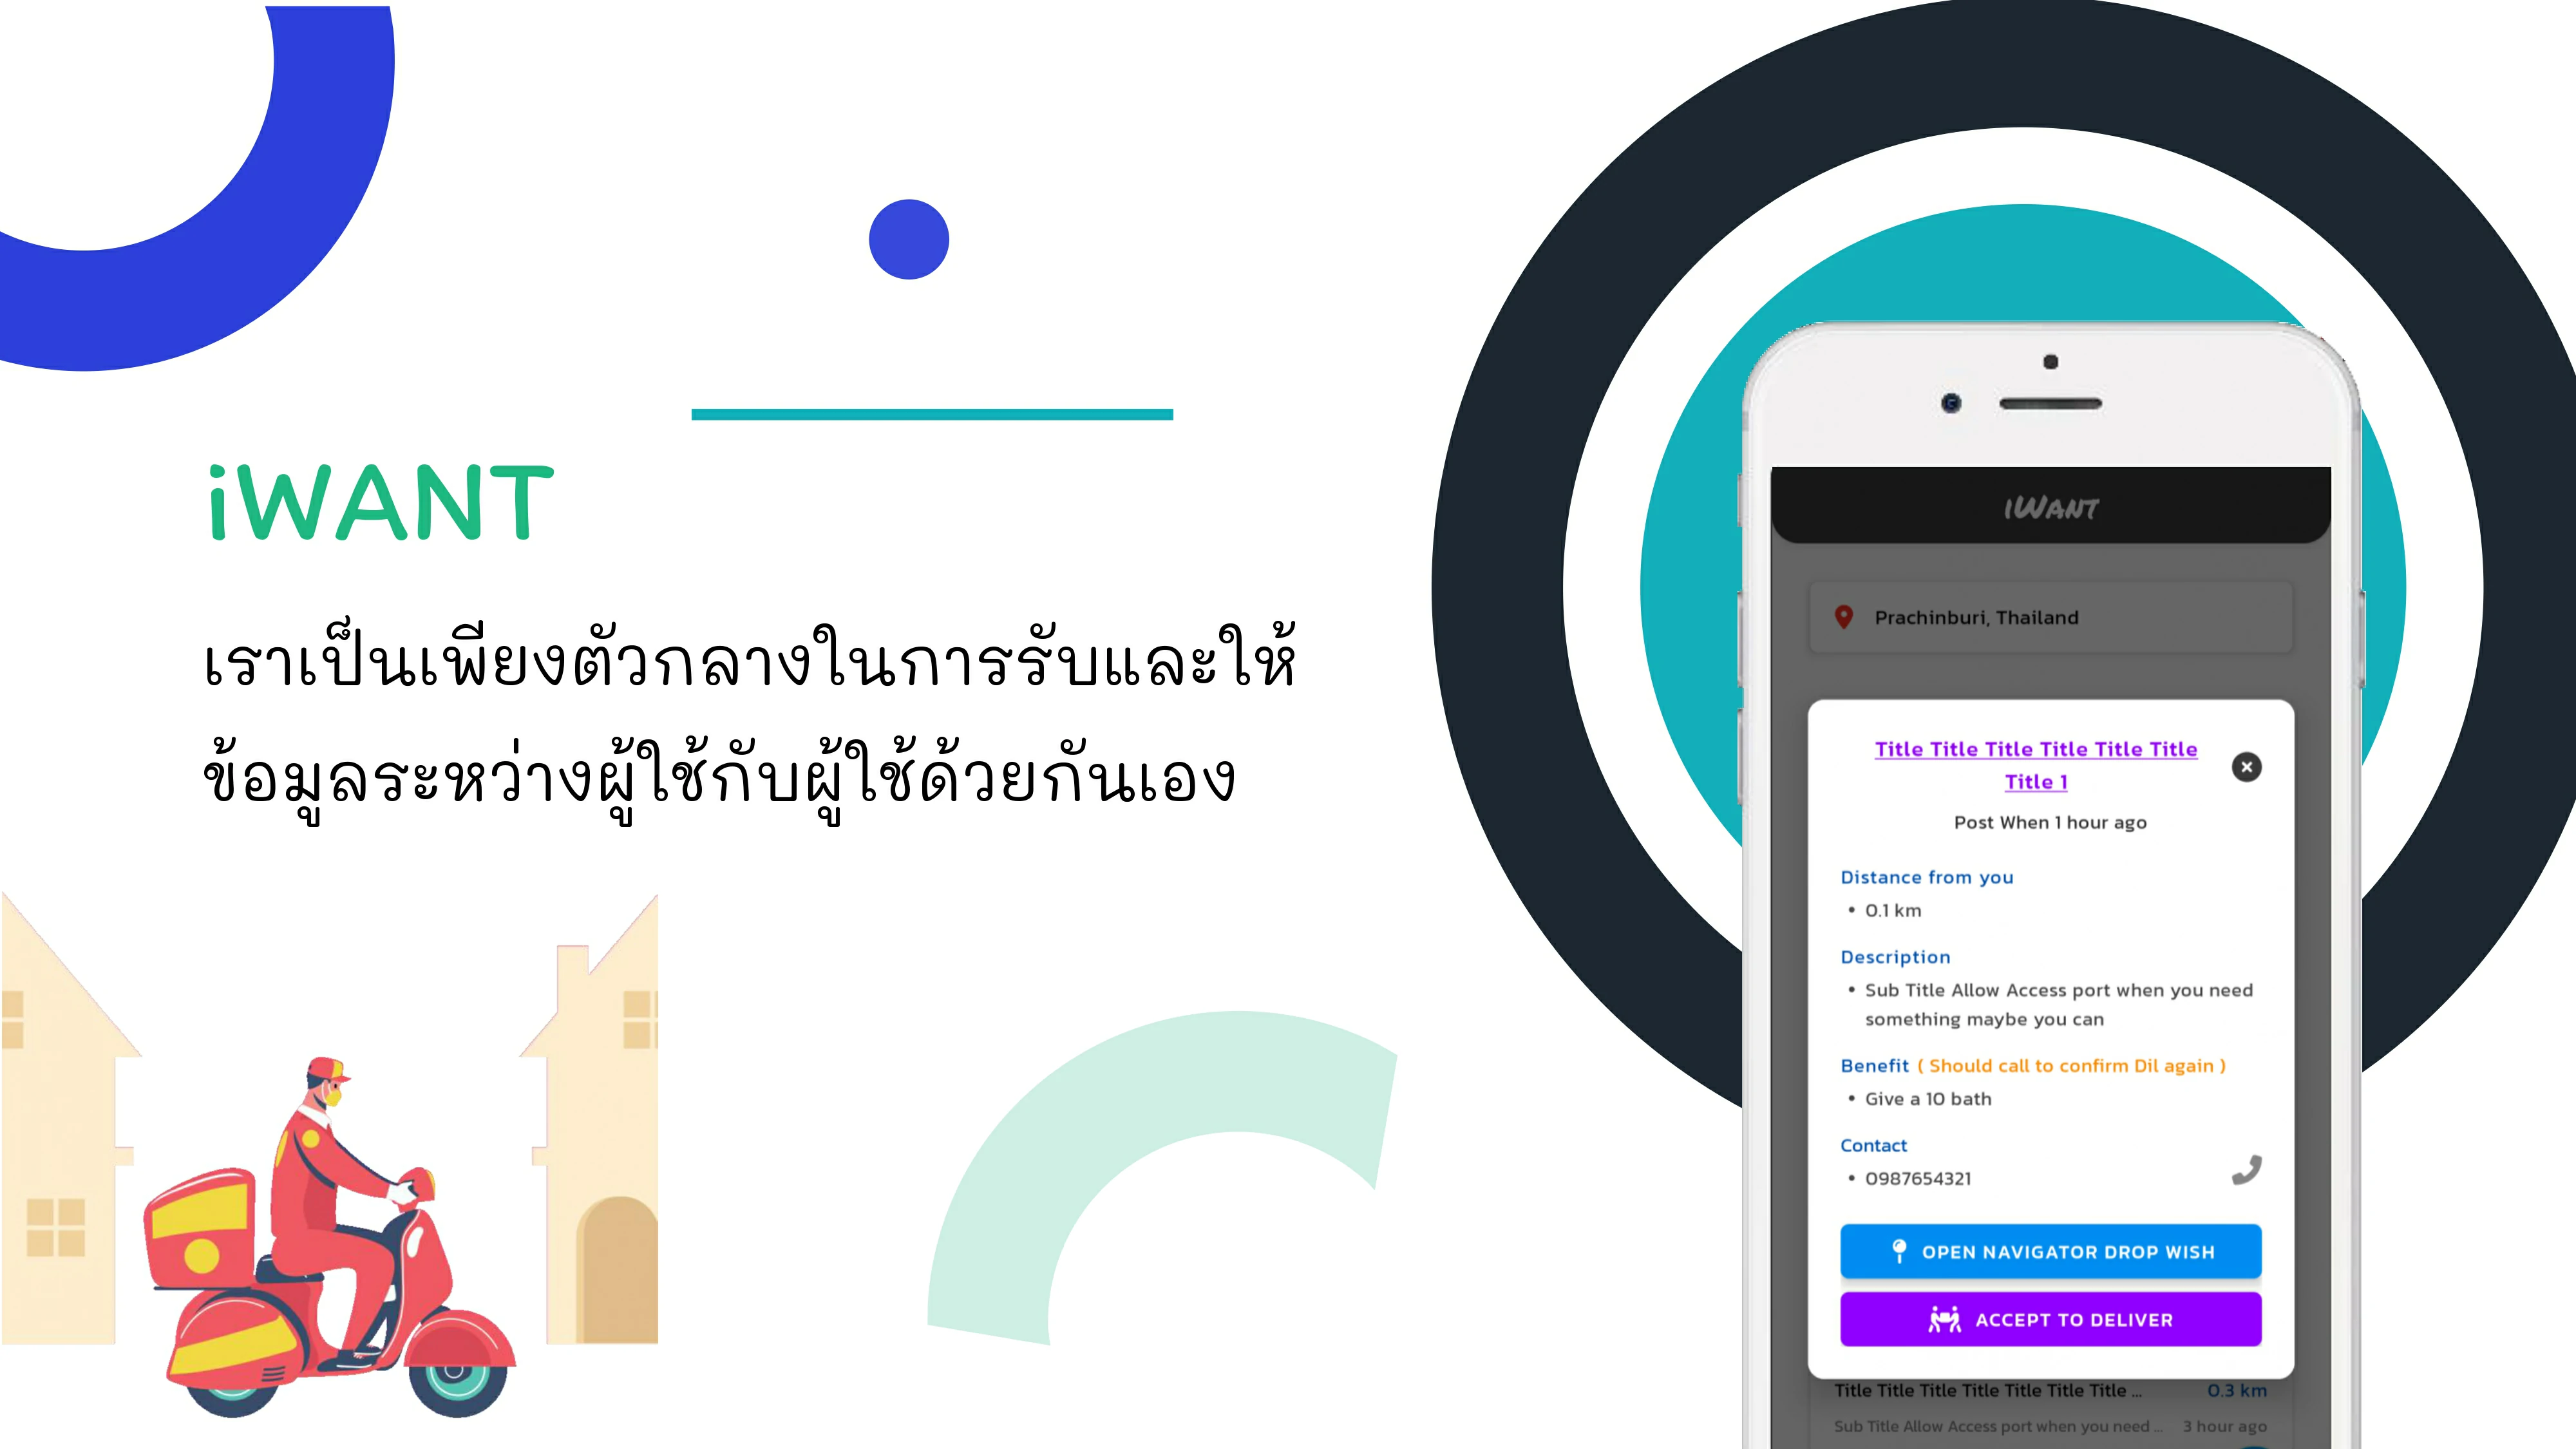 iWANT
เราเป็นเพียงตัวกลางในการรับและให้
ข้อมูลระหว่างผู้ใช้กับผู้ใช้ด้วยกันเอง
iWANT
Prachinburi, Thailand
Title Title Title Title Title Title
Title 1
Post When 1 hour ago
Distance from you
• 0.1 km
Description
• Sub Title Allow Access port when you need
something maybe you can
Benefit ( Should call to confirm Dil again )
• Give a 10 bath
Contact
• 0987654321
OPEN NAVIGATOR DROP WISH
ACCEPT TO DELIVER
Title Title Title Title Title Title Title ... 0.3 km
Sub Title Allow Access port when you need ... 3 hour ago